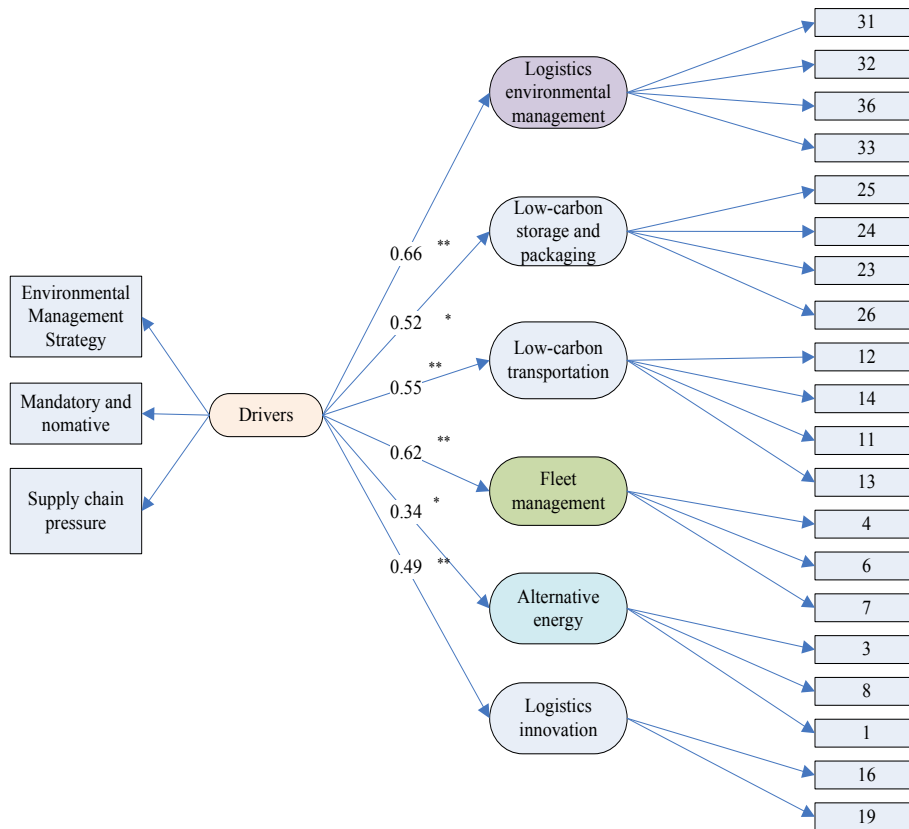 Environmental
Management
Strategy
Mandatory and
nomative
Supply chain
pressure
Drivers
0.66 **
0.52 *
0.55 **
0.62 **
0.34 *
0.49 **
Logistics
environmental
management
Low-carbon
storage and
packaging
Low-carbon
transportation
Fleet
management
Alternative
energy
Logistics
innovation
31
32
36
33
25
24
23
26
12
14
11
13
4
6
7
3
8
1
16
19